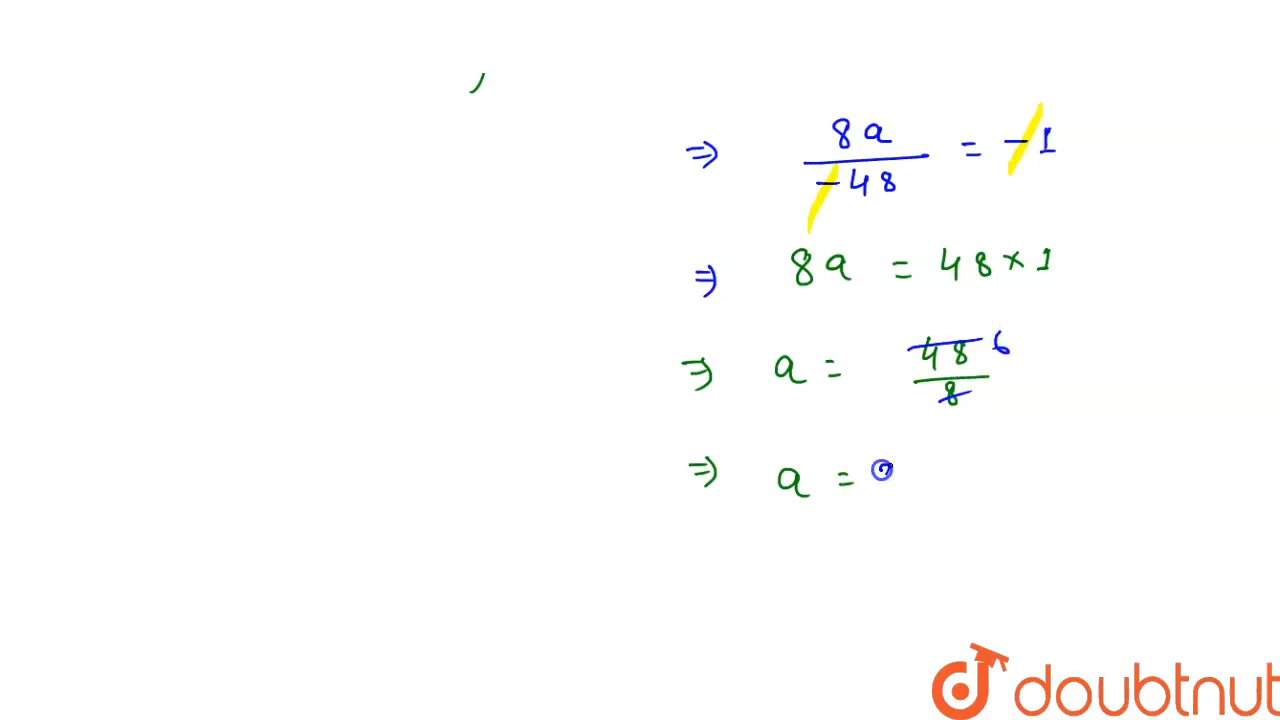 ⇒ 8a / -48 = -1
⇒ 8a = 48 × 1
⇒ a = 48 6 / 8
⇒ a =
doubtnut